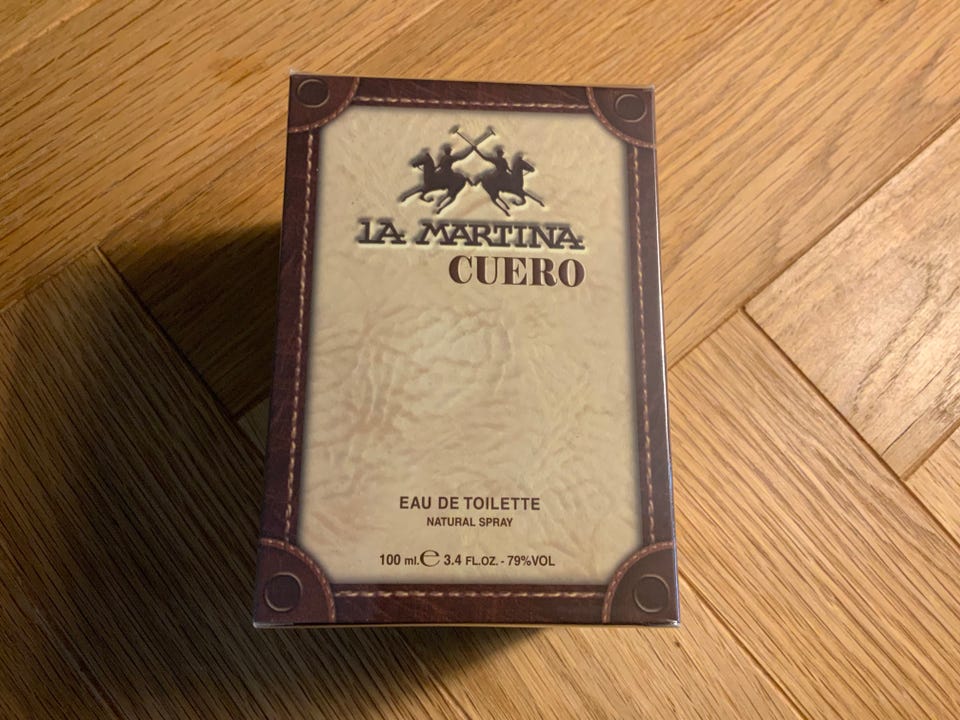 LA MARTINA
CUERO
EAU DE TOILETTE
NATURAL SPRAY
100 ml. ℮ 3.4 FL.OZ. - 79%VOL